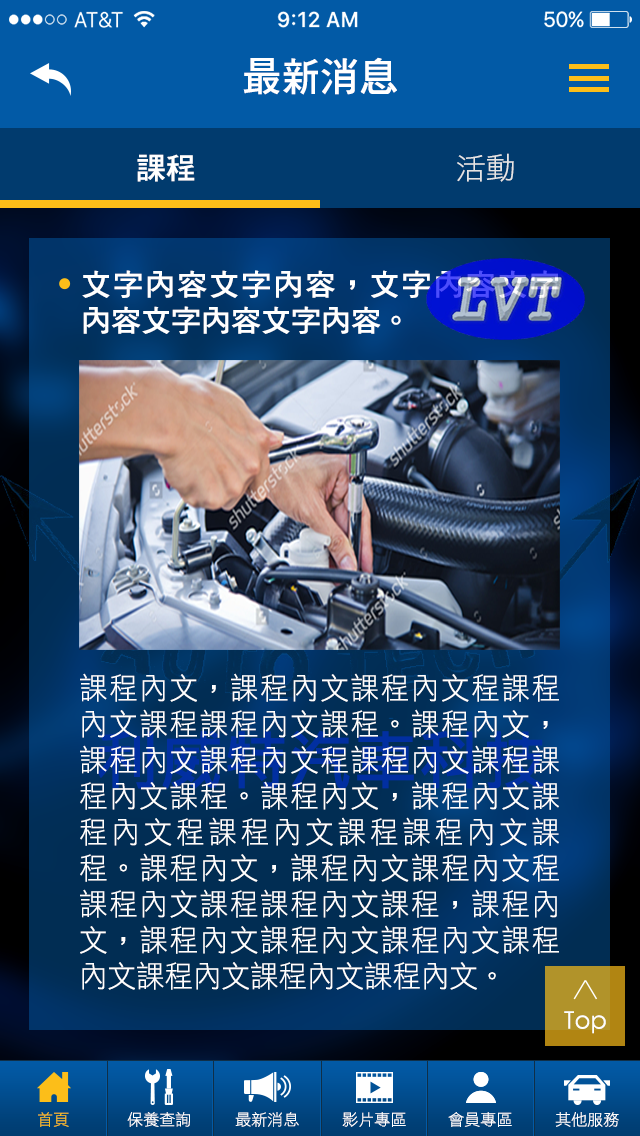 AT&T 9:12 AM 50%
最新消息
課程 活動
文字內容文字內容，文字內容文字
內容文字內容文字內容。
LVT
shutterstock
shutterstock
shutterstock
shutterstock
課程內文，課程內文課程內文程課程
內文課程課程內文課程。課程內文，
課程內文課程內文程課程內文課程課
程內文課程。課程內文，課程內文課
程內文程課程內文課程課程內文課
程。課程內文，課程內文課程內文程
課程內文課程課程內文課程，課程內
文，課程內文課程內文課程內文課程
內文課程內文課程內文課程內文。
Top
首頁 保養查詢 最新消息 影片專區 會員專區 其他服務